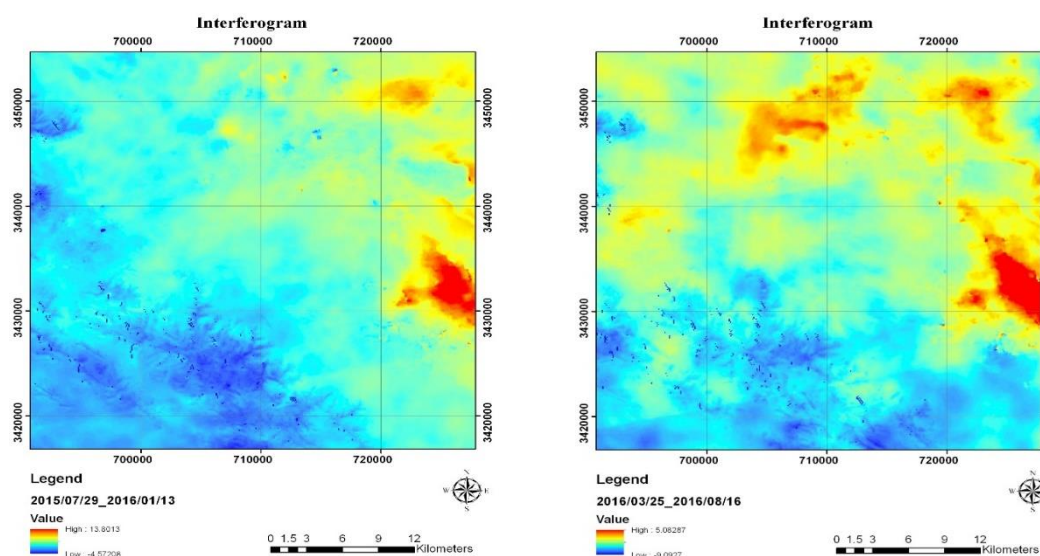 Interferogram
700000 710000 720000
3450000
3440000
3430000
3420000
3450000
3440000
3430000
3420000
700000 710000 720000
Legend
2015/07/29_2016/01/13
Value
High : 13.8013
Low : -4.57208
N
W E
S
0 1.5 3 6 9 12
Kilometers
Interferogram
700000 710000 720000
3450000
3440000
3430000
3420000
700000 710000 720000
Legend
2016/03/25_2016/08/16
Value
High : 5.08287
Low : -9.0927
N
W
S
0 1.5 3 6 9 12
Kilometers